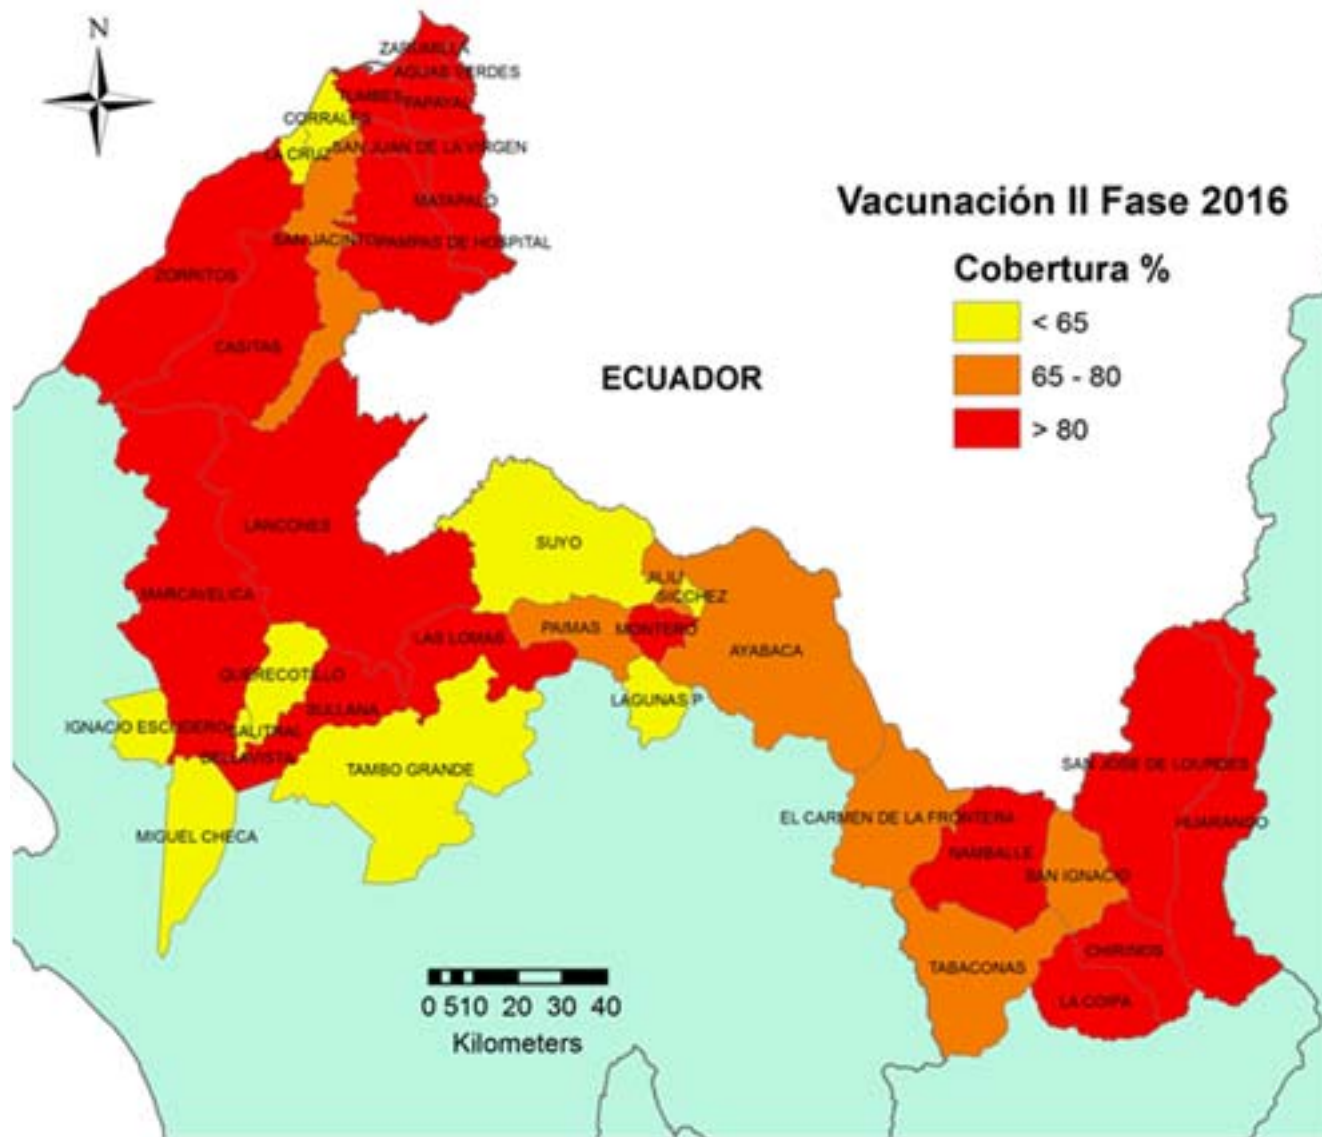 N
ZARUMILLA
AGUAS VERDES
TUMBES
PAPAYAL
CORRALES
LA CRUZ
SAN JUAN DE LA VIRGEN
MATAPALO
Vacunación II Fase 2016
SAN JACINTO
PAMPAS DE HOSPITAL
Cobertura %
ZORRITOS
< 65
CASITAS
ECUADOR
65 - 80
> 80
LANCONES
SUYO
JILILI
SICCHEZ
MARCAVELICA
LAS LOMAS
PAIMAS
MONTERO
AYABACA
QUERECOTILLO
LAGUNAS P
SULLANA
IGNACIO ESCUDERO
SALITRAL
BELLAVISTA
TAMBO GRANDE
SAN JOSE DE LOURDES
EL CARMEN DE LA FRONTERA
HUARANGO
MIGUEL CHECA
NAMBALLE
SAN IGNACIO
CHIRINOS
TABACONAS
LA COIPA
0 5 10 20 30 40
Kilometers